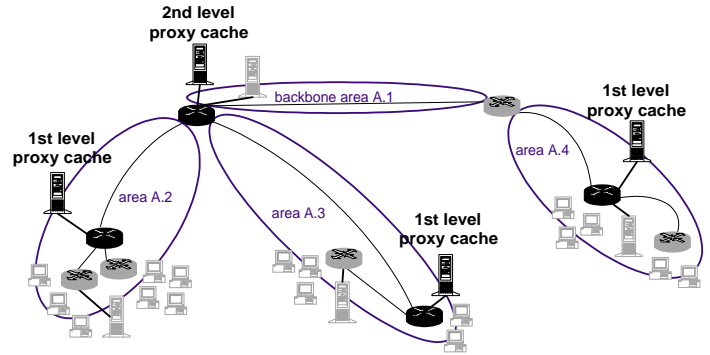 2nd level
proxy cache
backbone area A.1
1st level
proxy cache
1st level
proxy cache
area A.4
area A.2
area A.3
1st level
proxy cache